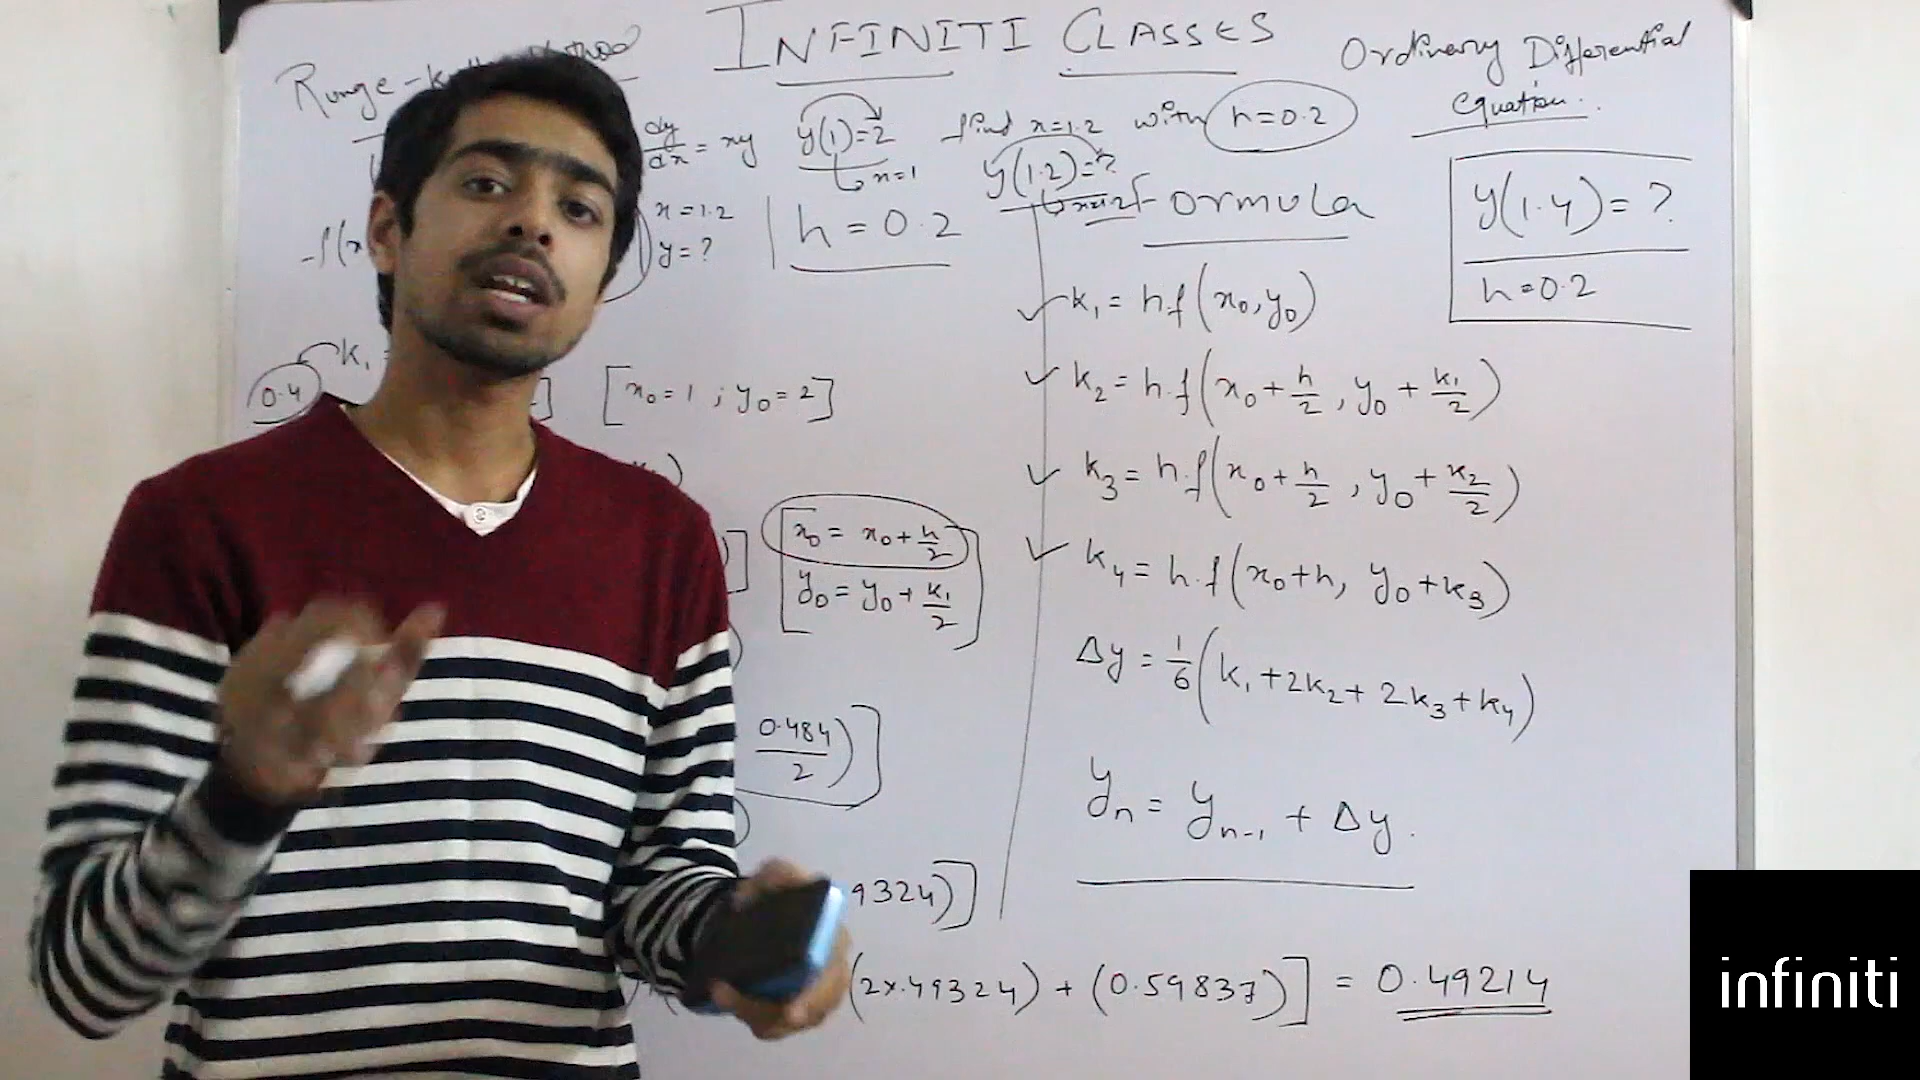 INFINITI CLASSES
Runge-
Ordinary Differential
Equation.
dy/dx = xy y(1)=2 find x=1.2 with h=0.2
x=1
y(1.2)=?
x=1.2
f(x
x=1.2
y=?
h=0.2
Formula
y(1.4)=?
h=0.2
k₁ = h.f(x₀,y₀)
k₁ =
0.4
[x₀=1 ; y₀=2]
k₂ = h.f(x₀+h/2, y₀+k₁/2)
k₃ = h.f(x₀+h/2, y₀+k₂/2)
[x₀ = x₀+h/2
y₀ = y₀+k₁/2]
k₄ = h.f(x₀+h, y₀+k₃)
Δy = 1/6(k₁+2k₂+2k₃+k₄)
0.484/2)]
yₙ = yₙ₋₁ + Δy.
9324)]
(2x.49324) + (0.59837)] = 0.49214
infiniti